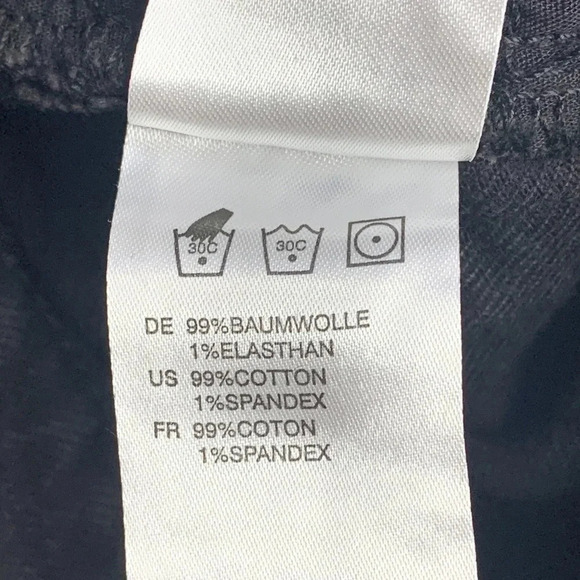 30C 30C
DE 99%BAUMWOLLE
1%ELASTHAN
US 99%COTTON
1%SPANDEX
FR 99%COTON
1%SPANDEX